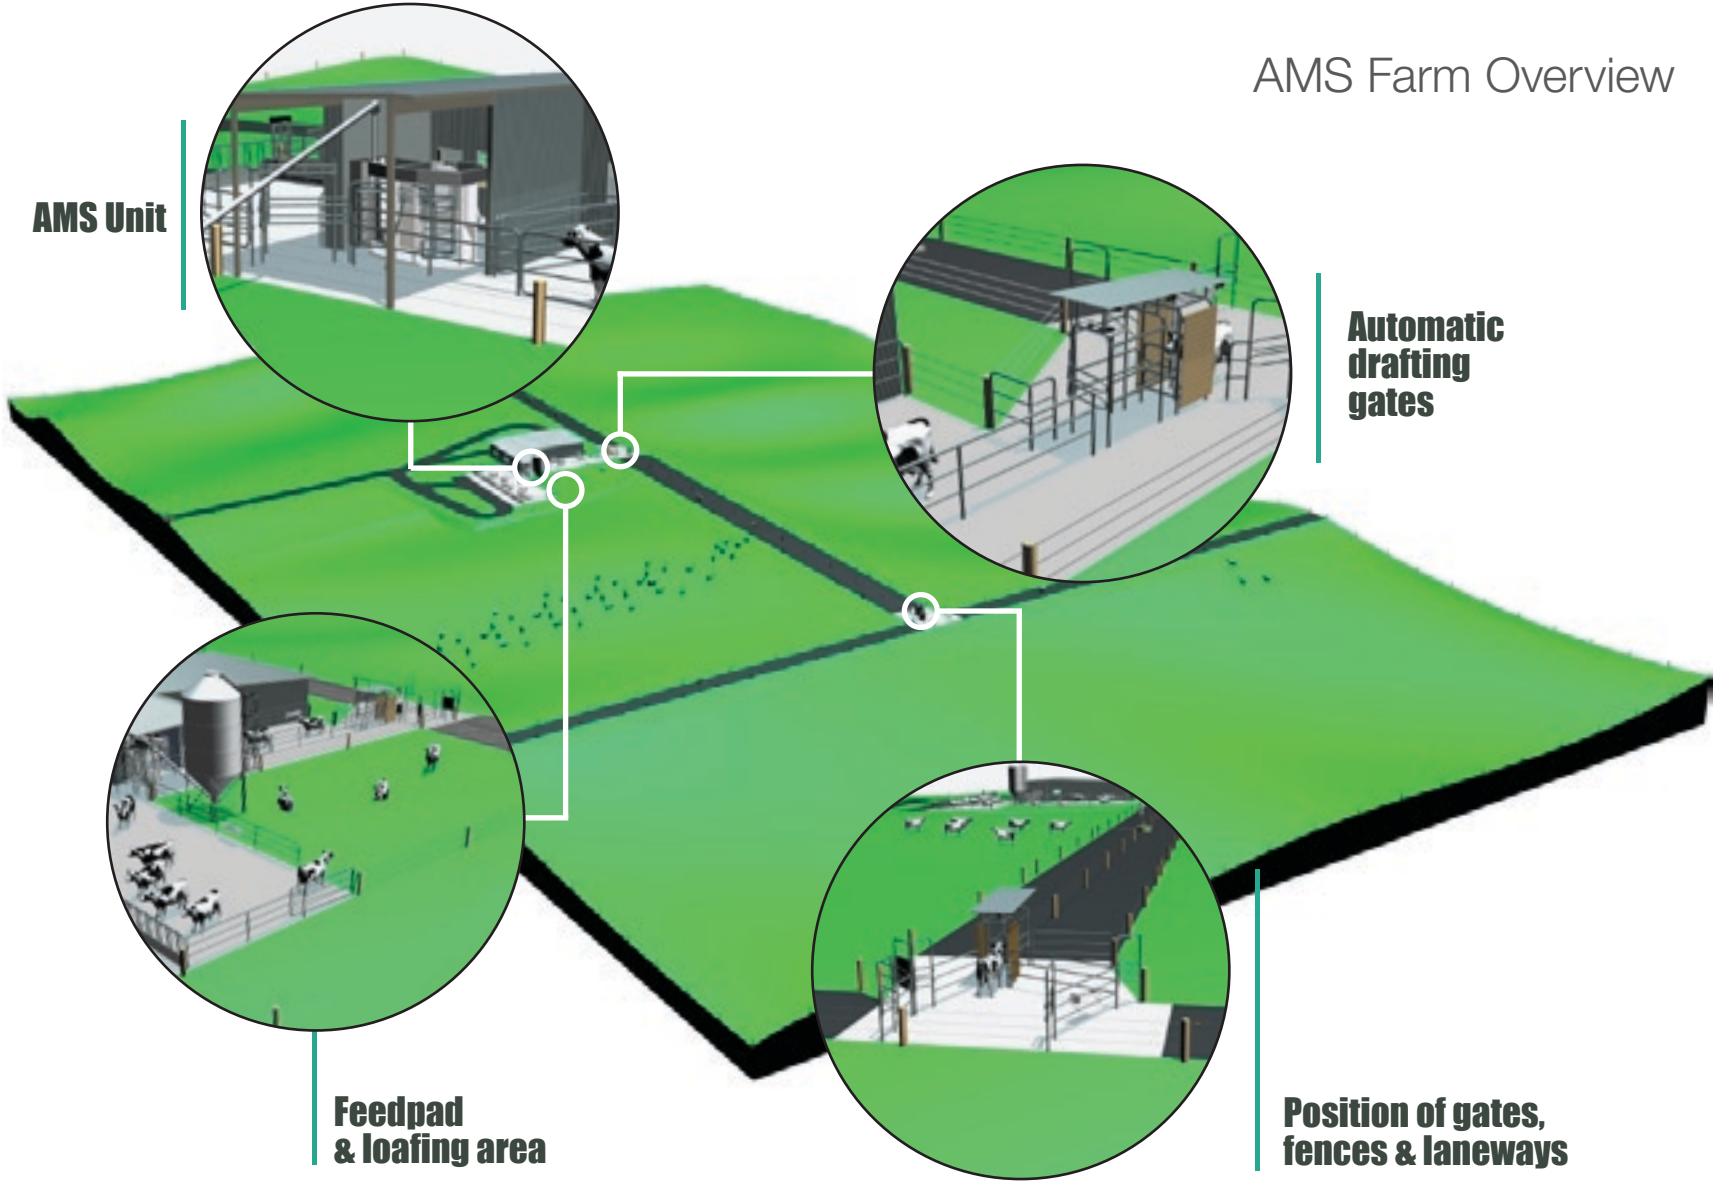 AMS Farm Overview
AMS Unit
Automatic
drafting
gates
Feedpad
& loafing area
Position of gates,
fences & laneways